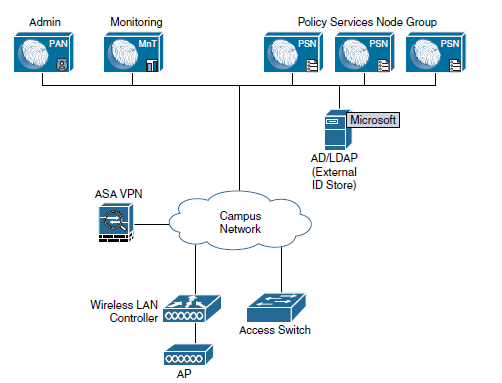 Admin
Monitoring
Policy Services Node Group
PAN
MnT
PSN
PSN
PSN
Microsoft
AD/LDAP
(External
ID Store)
ASA VPN
Campus
Network
Wireless LAN
Controller
Access Switch
AP